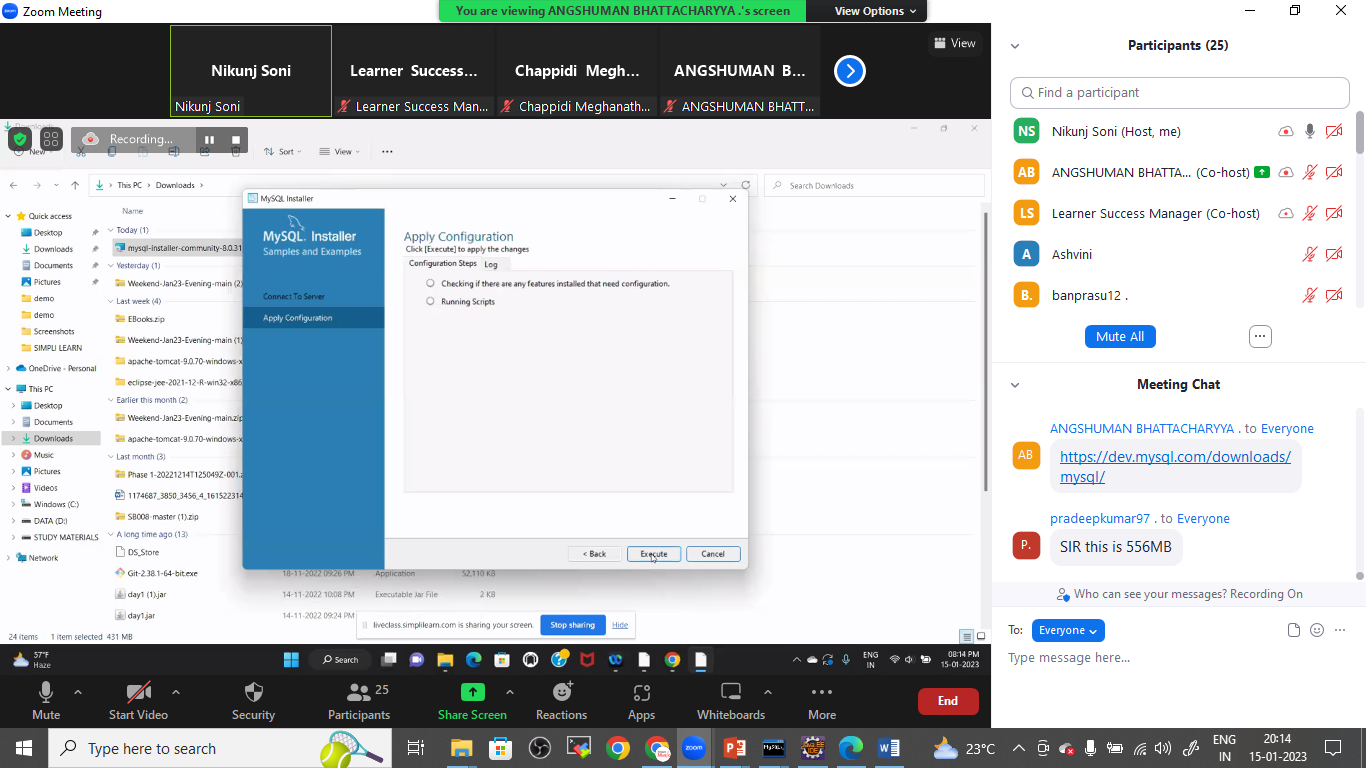 Zoom Meeting
You are viewing ANGSHUMAN BHATTACHARYYA .'s screen
View Options
Nikunj Soni
Nikunj Soni
Learner Success...
Learner Success Man...
Chappidi Megh...
Chappidi Meghanath...
ANGSHUMAN B...
ANGSHUMAN BHATT...
View
Recording...
New
Sort
View
This PC
Downloads
Search Downloads
Quick access
Desktop
Downloads
Documents
Pictures
demo
demo
Screenshots
SIMPLI LEARN
OneDrive - Personal
This PC
Desktop
Documents
Downloads
Music
Pictures
Videos
Windows (C:)
DATA (D:)
STUDY MATERIALS
Network
Name
Today (1)
mysql-installer-community-8.0.31
Yesterday (1)
Weekend-Jan23-Evening-main (2)
Last week (4)
EBooks.zip
Weekend-Jan23-Evening-main (1)
apache-tomcat-9.0.70-windows-x
eclipse-jee-2021-12-R-win32-x86
Earlier this month (2)
Weekend-Jan23-Evening-main.zip
apache-tomcat-9.0.70-windows-x
Last month (3)
Phase 1-20221214T125049Z-001.z
1174687_3850_3456_4_161522314
SB008-master (1).zip
A long time ago (13)
DS_Store
Git-2.38.1-64-bit.exe
18-11-2022 09:26 PM
Application
52,110 KB
day1 (1).jar
14-11-2022 10:08 PM
Executable Jar File
2 KB
day1.jar
14-11-2022 09:24 PM
24 items
1 item selected 431 MB
MySQL Installer
MySQL. Installer
Samples and Examples
Connect To Server
Apply Configuration
Apply Configuration
Click [Execute] to apply the changes
Configuration Steps
Log
Checking if there are any features installed that need configuration.
Running Scripts
< Back
Execute
Cancel
liveclass.simplilearn.com is sharing your screen.
Stop sharing
Hide
57°F
Haze
Search
ENG
IN
08:14 PM
15-01-2023
Mute
Start Video
Security
25
Participants
Share Screen
Reactions
Apps
Whiteboards
More
End
Participants (25)
Find a participant
NS
Nikunj Soni (Host, me)
AB
ANGSHUMAN BHATTA... (Co-host)
LS
Learner Success Manager (Co-host)
A
Ashvini
B.
banprasu12 .
Mute All
Meeting Chat
ANGSHUMAN BHATTACHARYYA . to Everyone
AB
https://dev.mysql.com/downloads/
mysql/
pradeepkumar97 . to Everyone
P.
SIR this is 556MB
Who can see your messages? Recording On
To:
Everyone
Type message here...
Type here to search
zoom
23°C
ENG
IN
20:14
15-01-2023